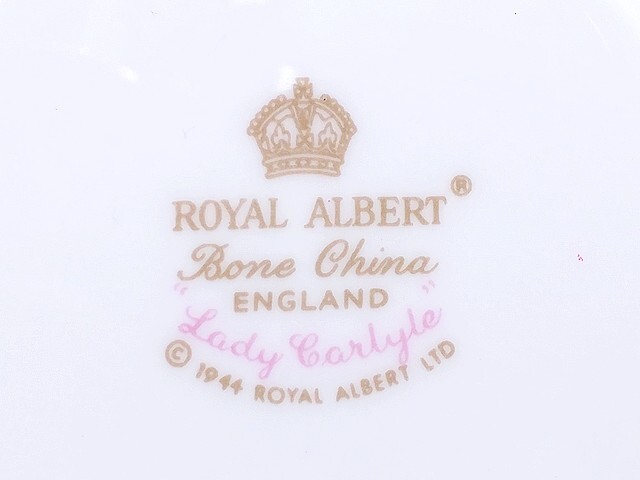 ROYAL ALBERT®
Bone China
ENGLAND
"Lady Carlyle"
© 1944 ROYAL ALBERT LTD